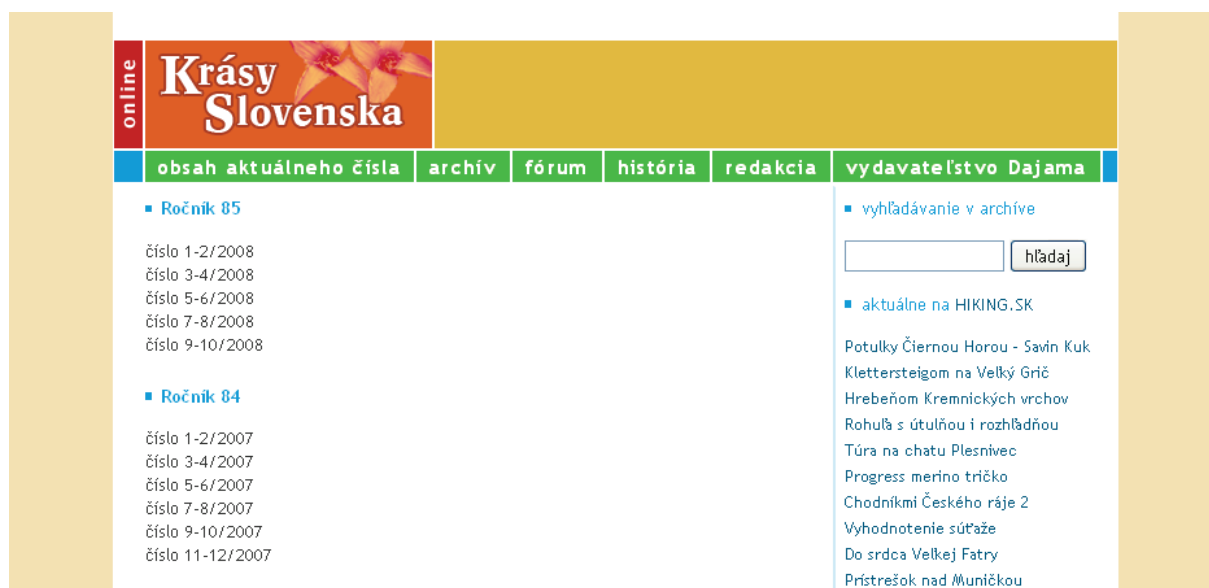 online
Krásy
Slovenska
obsah aktuálneho čísla archív fórum história redakcia vydavateľstvo Dajama
Ročník 85
číslo 1-2/2008
číslo 3-4/2008
číslo 5-6/2008
číslo 7-8/2008
číslo 9-10/2008
Ročník 84
číslo 1-2/2007
číslo 3-4/2007
číslo 5-6/2007
číslo 7-8/2007
číslo 9-10/2007
číslo 11-12/2007
vyhľadávanie v archíve
hľadaj
aktuálne na HIKING.SK
Potulky Čiernou Horou - Savin Kuk
Klettersteigom na Veľký Grič
Hrebeňom Kremnických vrchov
Rohuľa s útulňou i rozhľadňou
Túra na chatu Plesnivec
Progress merino tričko
Chodníkmi Českého ráje 2
Vyhodnotenie súťaže
Do srdca Veľkej Fatry
Prístrešok nad Muničkou